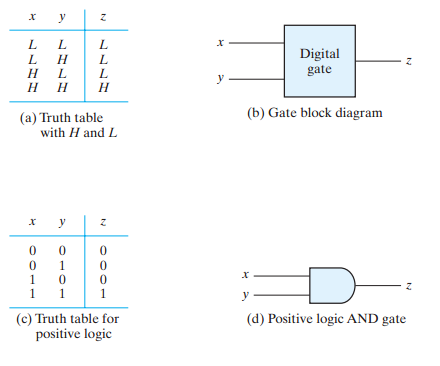 x y z
L L L
L H L
H L L
H H H
(a) Truth table
with H and L
x
y
Digital
gate
z
(b) Gate block diagram
x y z
0 0 0
0 1 0
1 0 0
1 1 1
(c) Truth table for
positive logic
x
y
z
(d) Positive logic AND gate